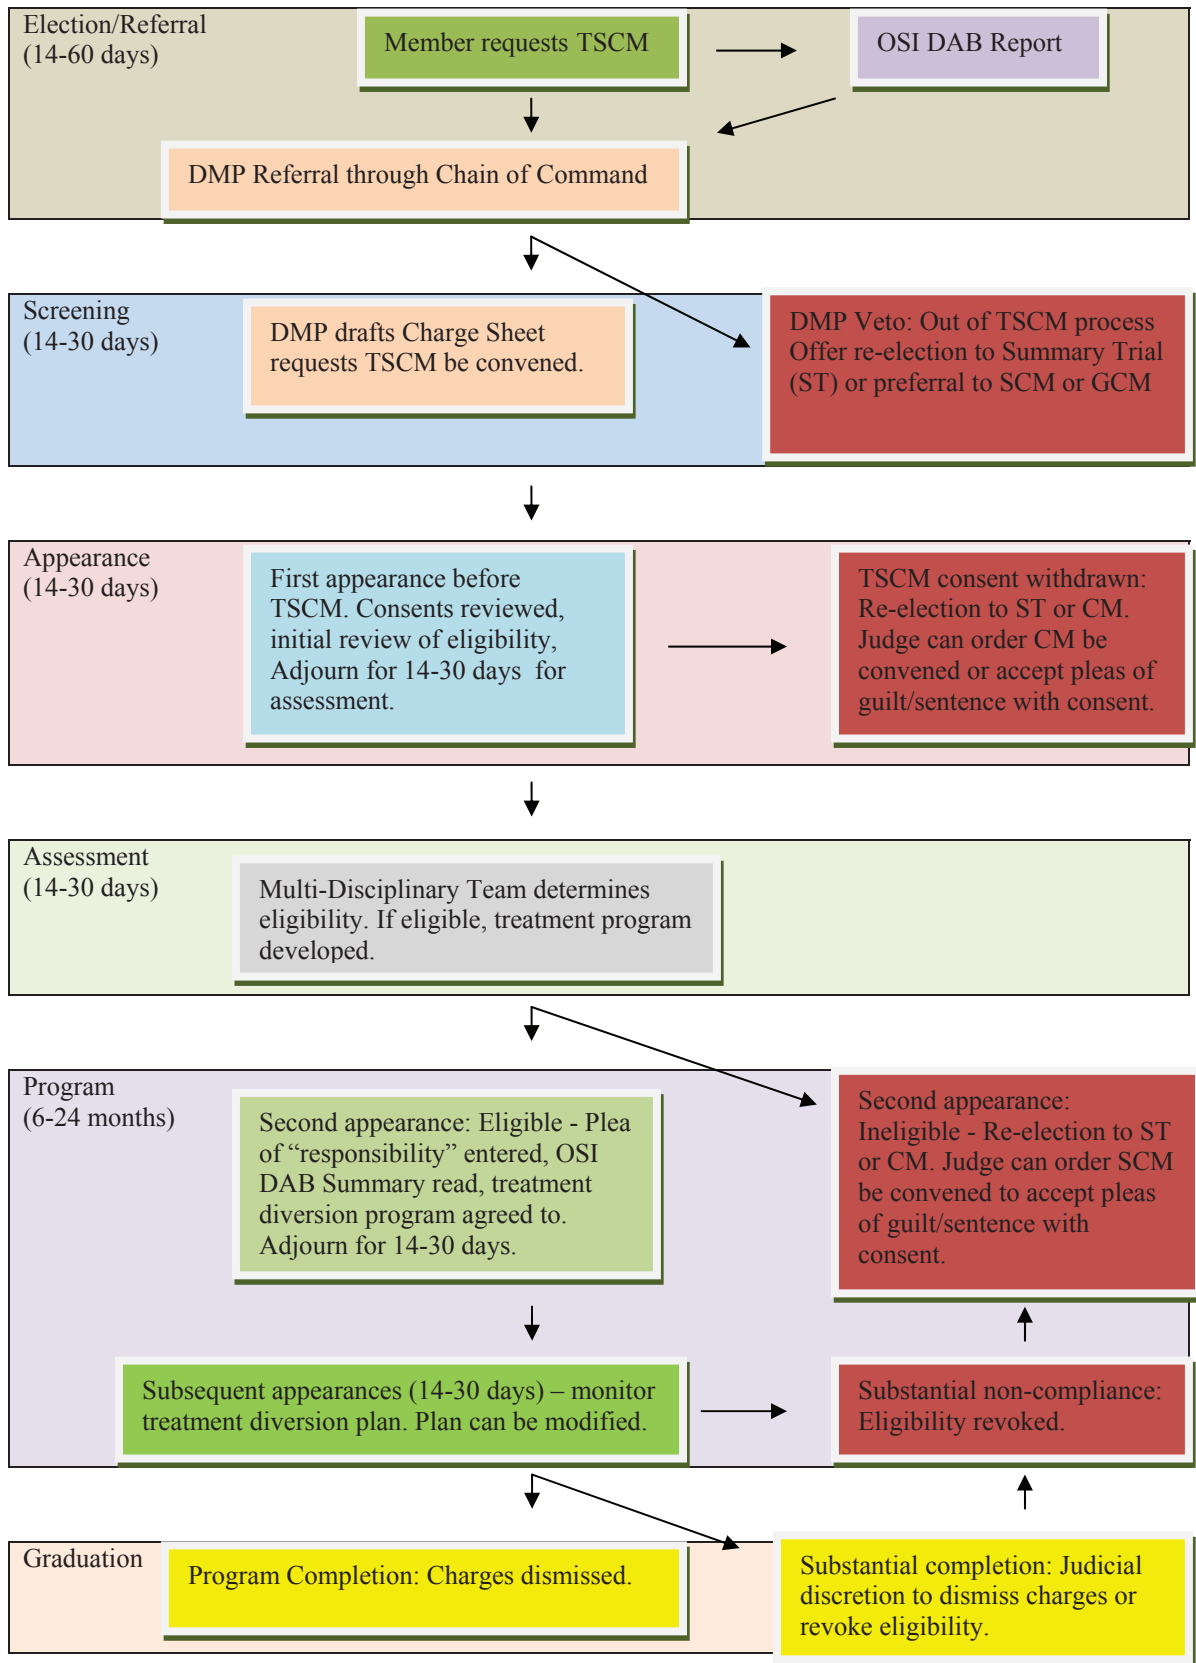 Election/Referral
(14-60 days)
Member requests TSCM
OSI DAB Report
DMP Referral through Chain of Command
Screening
(14-30 days)
DMP drafts Charge Sheet
requests TSCM be convened.
DMP Veto: Out of TSCM process
Offer re-election to Summary Trial
(ST) or preferral to SCM or GCM
Appearance
(14-30 days)
First appearance before
TSCM. Consents reviewed,
initial review of eligibility,
Adjourn for 14-30 days for
assessment.
TSCM consent withdrawn:
Re-election to ST or CM.
Judge can order CM be
convened or accept pleas of
guilt/sentence with consent.
Assessment
(14-30 days)
Multi-Disciplinary Team determines
eligibility. If eligible, treatment program
developed.
Program
(6-24 months)
Second appearance: Eligible - Plea
of “responsibility” entered, OSI
DAB Summary read, treatment
diversion program agreed to.
Adjourn for 14-30 days.
Second appearance:
Ineligible - Re-election to ST
or CM. Judge can order SCM
be convened to accept pleas
of guilt/sentence with
consent.
Subsequent appearances (14-30 days) – monitor
treatment diversion plan. Plan can be modified.
Substantial non-compliance:
Eligibility revoked.
Graduation
Program Completion: Charges dismissed.
Substantial completion: Judicial
discretion to dismiss charges or
revoke eligibility.